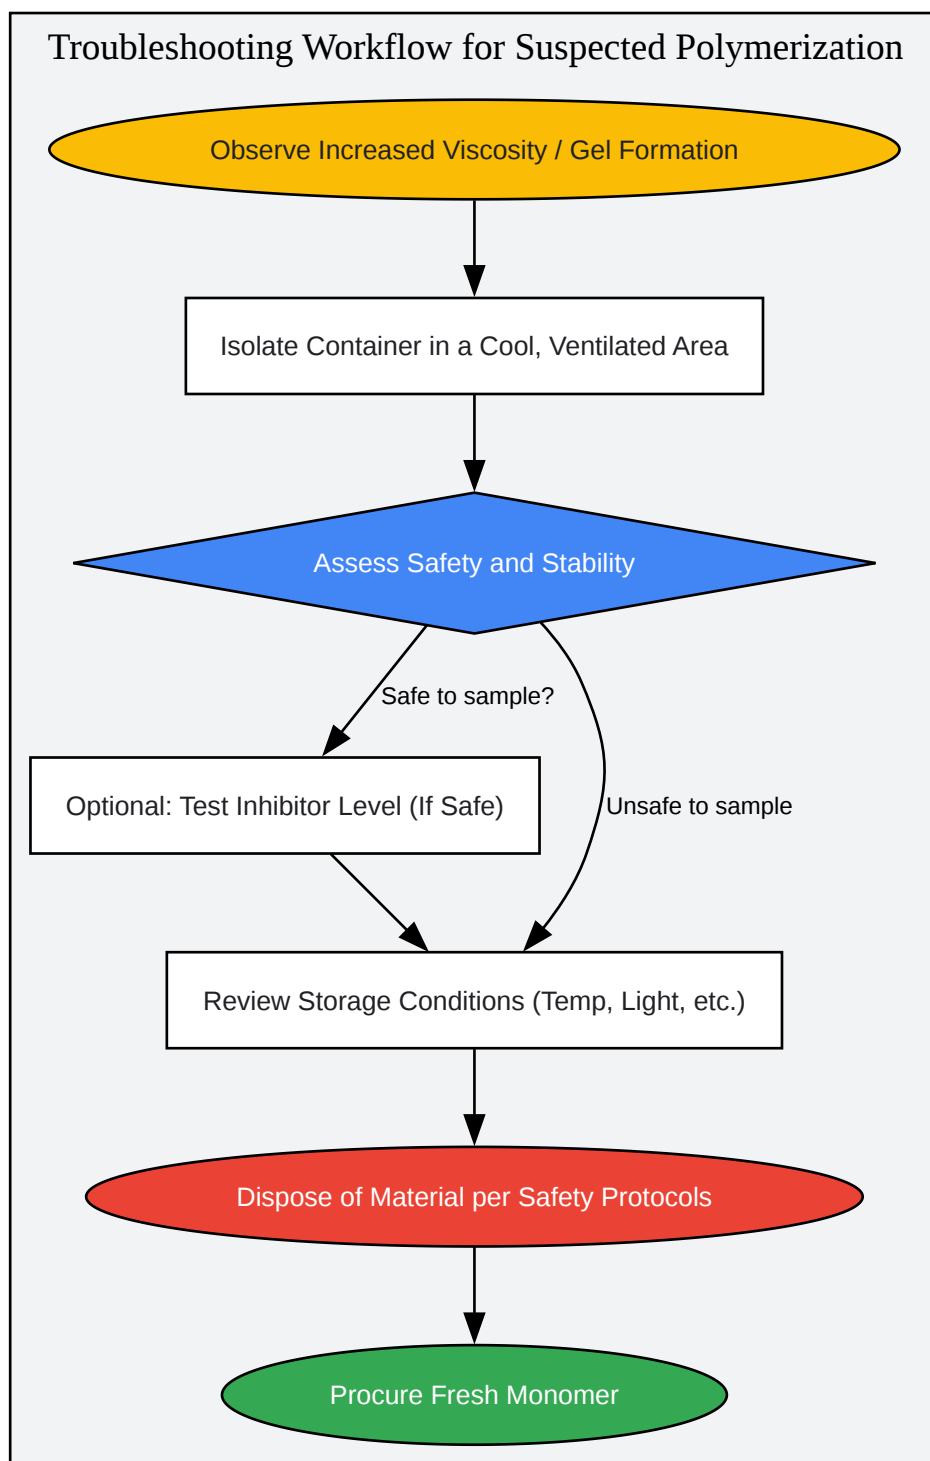 Troubleshooting Workflow for Suspected Polymerization
Observe Increased Viscosity / Gel Formation
Isolate Container in a Cool, Ventilated Area
Assess Safety and Stability
Safe to sample?
Optional: Test Inhibitor Level (If Safe)
Unsafe to sample
Review Storage Conditions (Temp, Light, etc.)
Dispose of Material per Safety Protocols
Procure Fresh Monomer